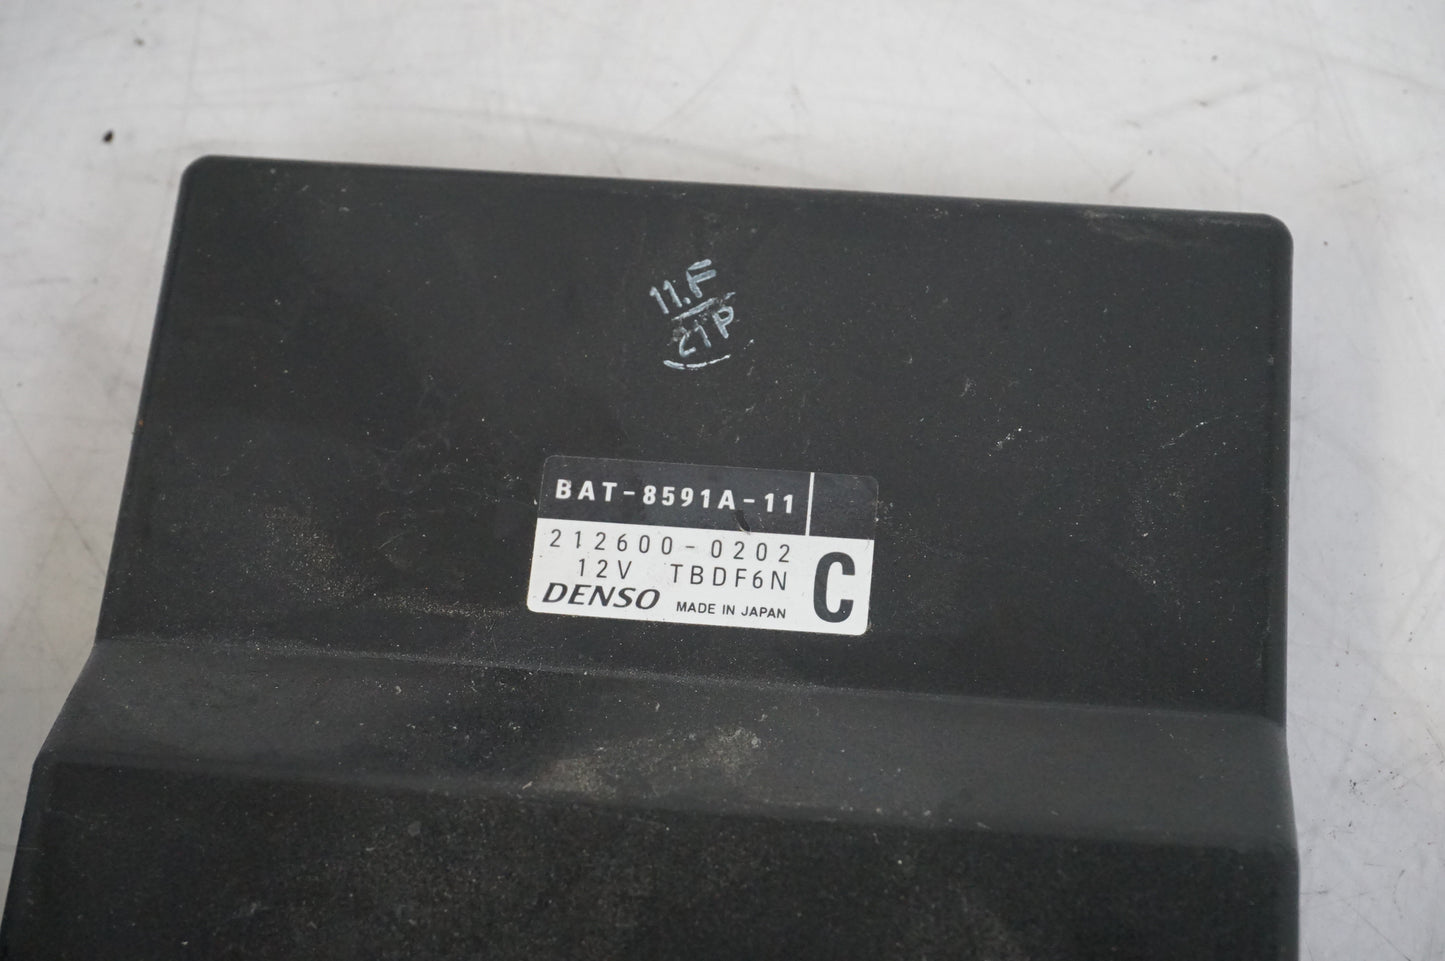 11.F
21P
BAT-8591A-11
212600-0202
12V TBDF6N
C
DENSO MADE IN JAPAN